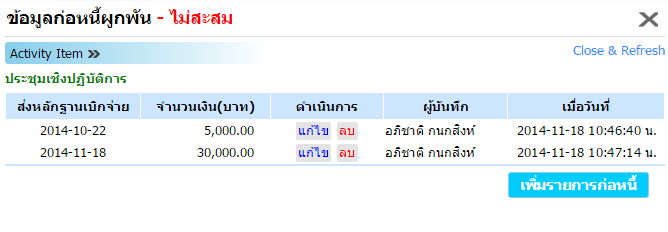 ข้อมูลก่อหนี้ผูกพัน - ไม่สะสม
Activity Item »
Close & Refresh
ประชุมเชิงปฏิบัติการ
ส่งหลักฐานเบิกจ่าย จำนวนเงิน(บาท) ดำเนินการ ผู้บันทึก เมื่อวันที่
2014-10-22 5,000.00 แก้ไข ลบ อภิชาติ กนกสิงห์ 2014-11-18 10:46:40 น.
2014-11-18 30,000.00 แก้ไข ลบ อภิชาติ กนกสิงห์ 2014-11-18 10:47:14 น.
เพิ่มรายการก่อหนี้